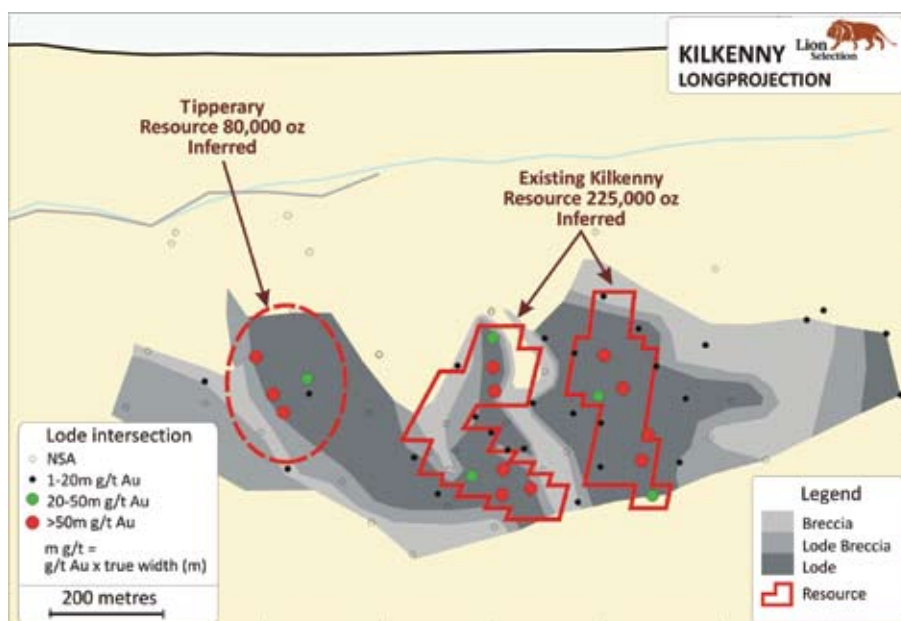 KILKENNY
LONGPROJECTION
Lion
Selection
Tipperary
Resource 80,000 oz
Inferred
Existing Kilkenny
Resource 225,000 oz
Inferred
Lode intersection
NSA
1-20m g/t Au
20-50m g/t Au
>50m g/t Au
m g/t =
g/t Au x true width (m)
200 metres
Legend
Breccia
Lode Breccia
Lode
Resource